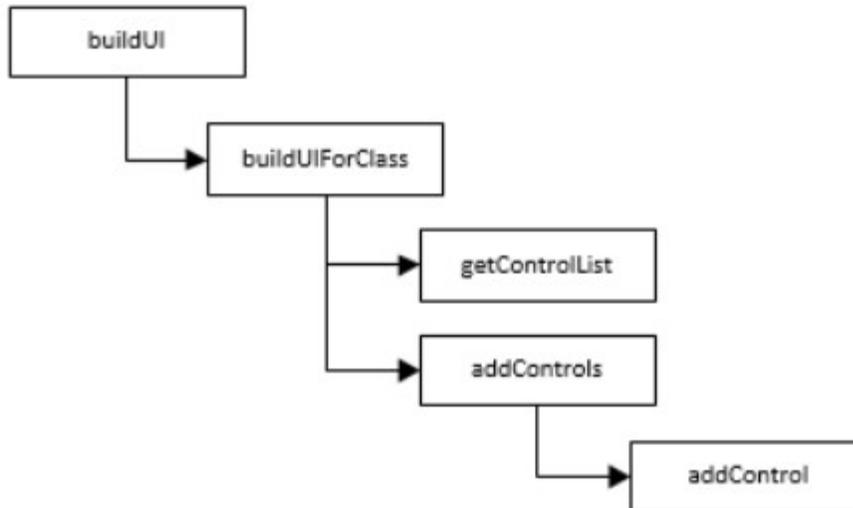 buildUI
buildUIForClass
getControlList
addControls
addControl